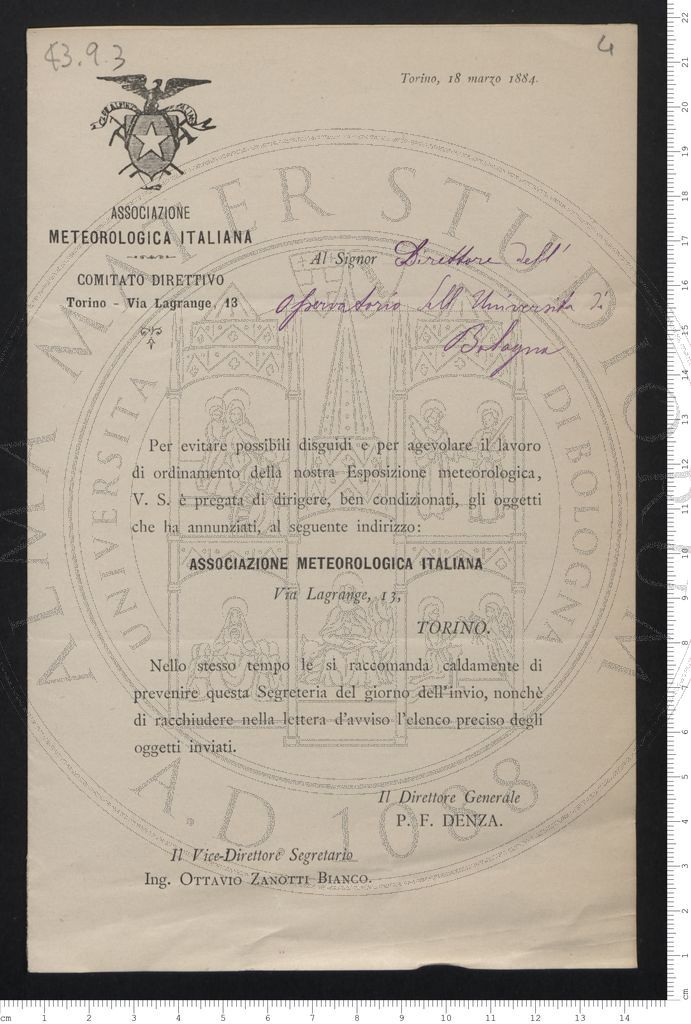 43.9.3
4
Torino, 18 marzo 1884.
ASSOCIAZIONE
METEOROLOGICA ITALIANA
COMITATO DIRETTIVO
Torino - Via Lagrange, 13
Al Signor Direttore dell'
Osservatorio dell Università di
Bologna
Per evitare possibili disguidi e per agevolare il lavoro
di ordinamento della nostra Esposizione meteorologica,
V. S. è pregata di dirigere, ben condizionati, gli oggetti
che ha annunziati, al seguente indirizzo:
ASSOCIAZIONE METEOROLOGICA ITALIANA
Via Lagrange, 13,
TORINO.
Nello stesso tempo le si raccomanda caldamente di
prevenire questa Segreteria del giorno dell'invio, nonchè
di racchiudere nella lettera d'avviso l'elenco preciso degli
oggetti inviati.
Il Direttore Generale
P. F. DENZA.
Il Vice-Direttore Segretario
Ing. OTTAVIO ZANOTTI BIANCO.
ALMA MATER STUDIORUM
UNIVERSITA DI BOLOGNA
A.D. 1088